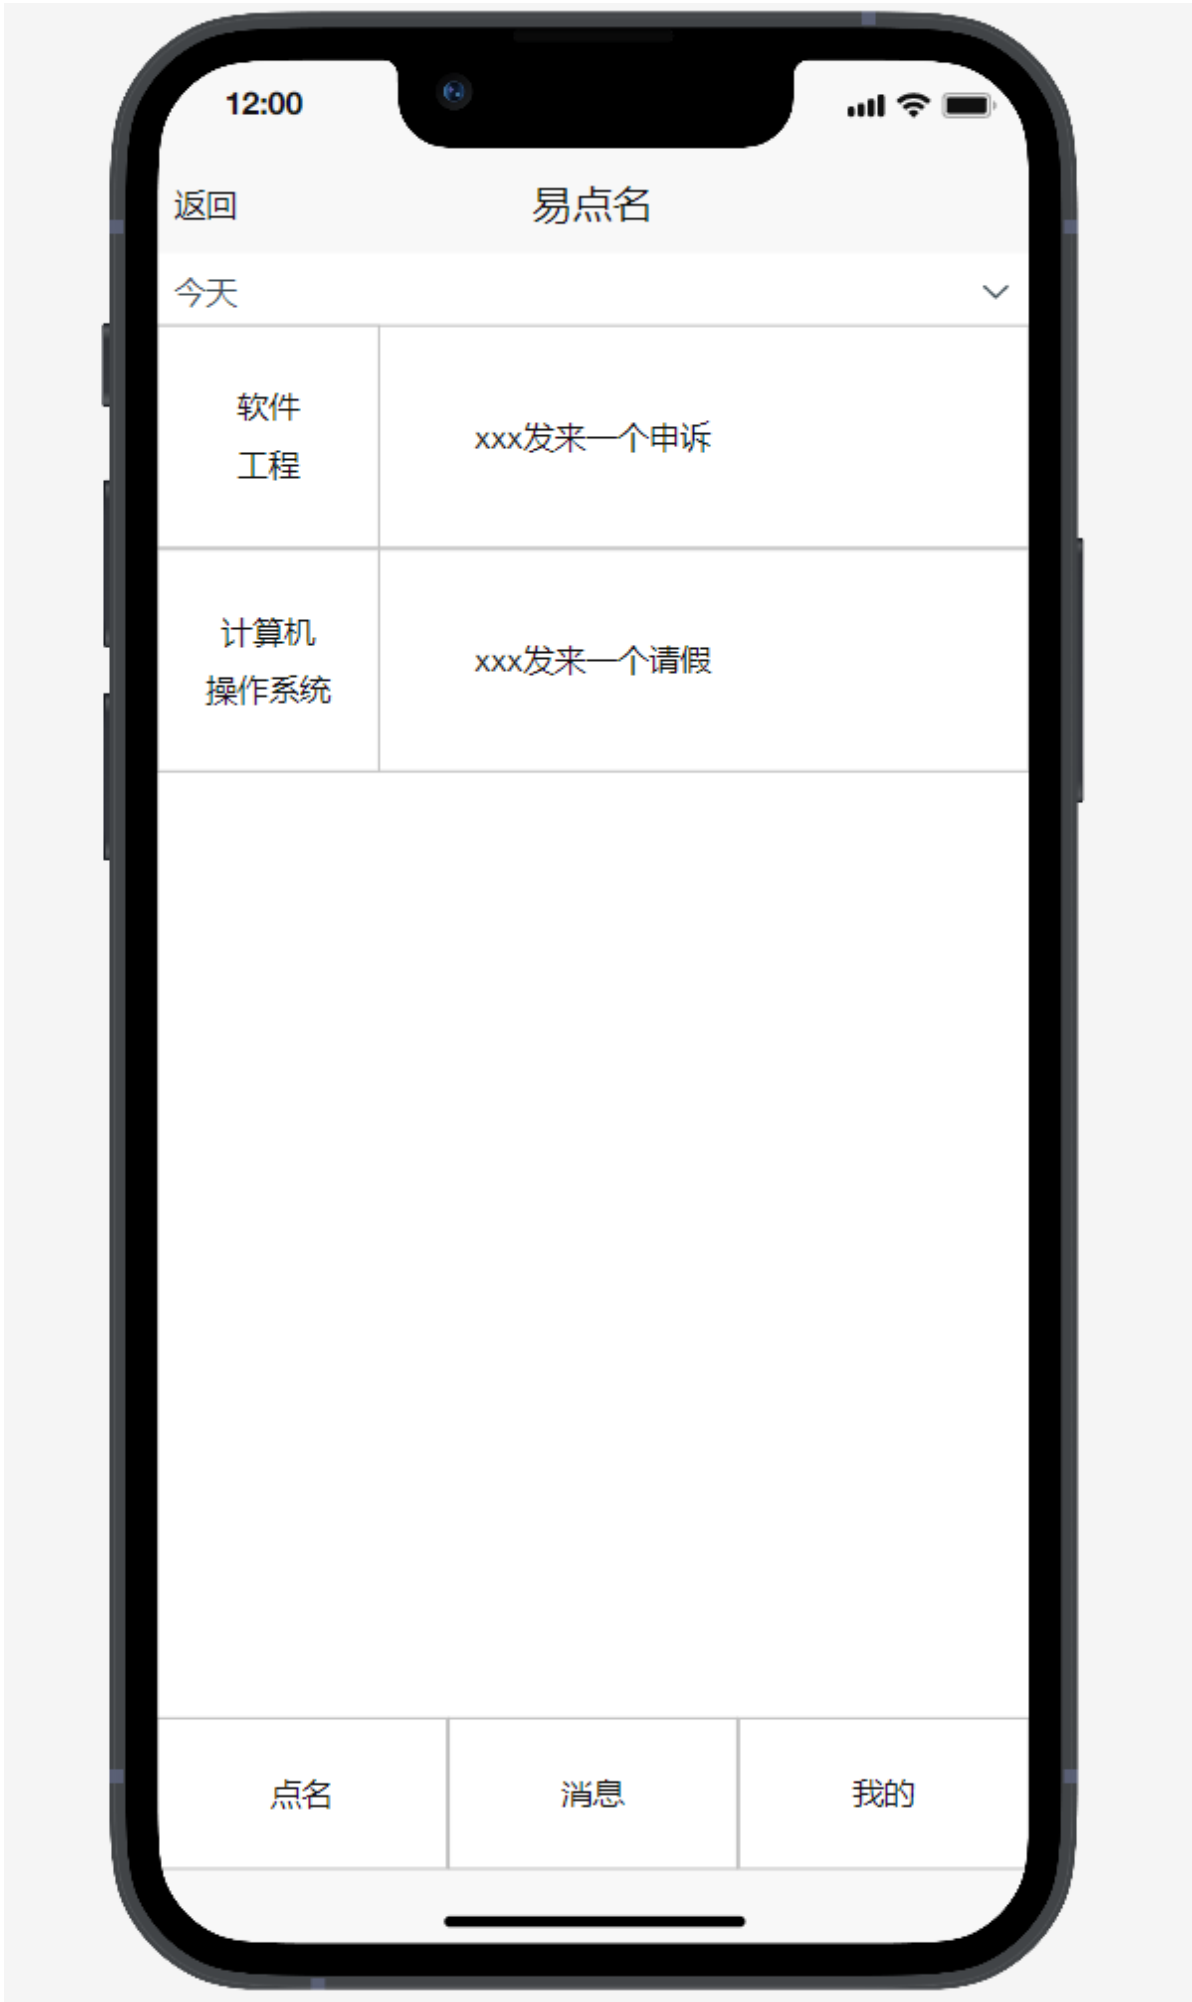 12:00
返回
易点名
今天
软件
工程
xxx发来一个申诉
计算机
操作系统
xxx发来一个请假
点名
消息
我的